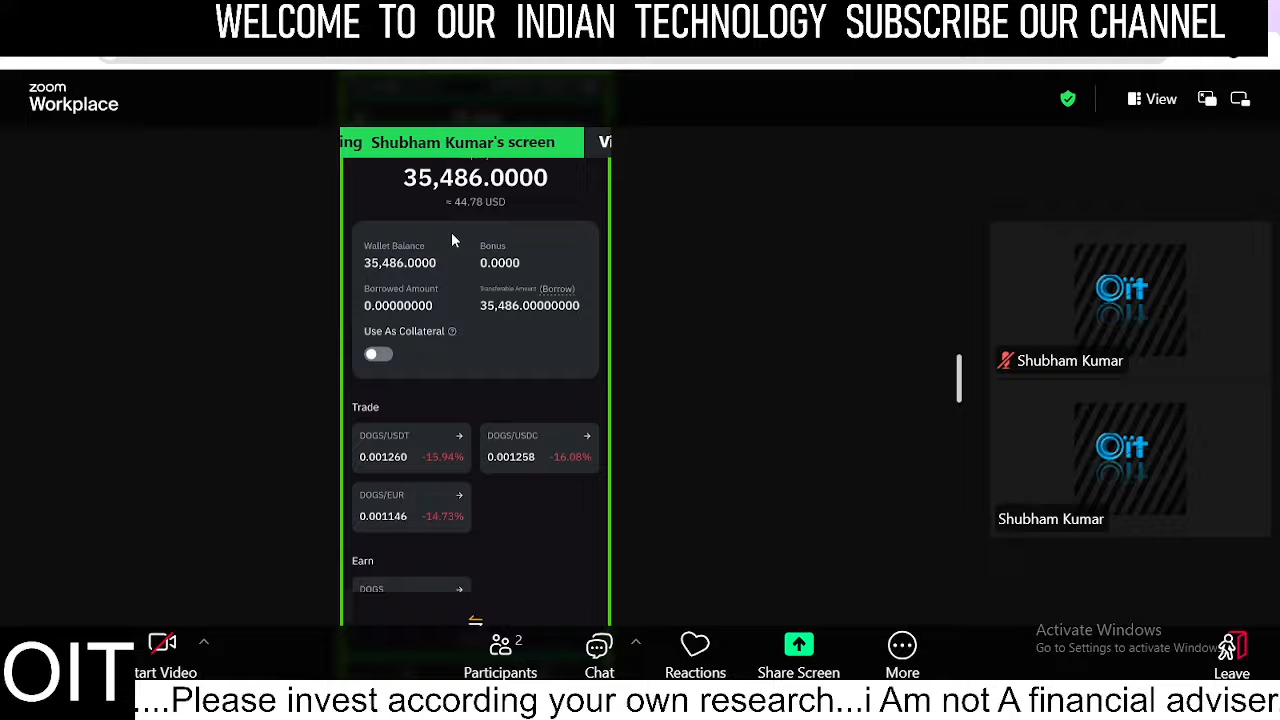 WELCOME TO OUR INDIAN TECHNOLOGY SUBSCRIBE OUR CHANNEL
zoom
Workplace
View
ing Shubham Kumar's screen Vi
35,486.0000
≈ 44.78 USD
Wallet Balance Bonus
35,486.0000 0.0000
Borrowed Amount Transferable Amount (Borrow)
0.00000000 35,486.00000000
Use As Collateral
Trade
DOGS/USDT DOGS/USDC
0.001260 -15.94% 0.001258 -16.08%
DOGS/EUR
0.001146 -14.73%
Earn
DOGS
Oit
Shubham Kumar
Oit
Shubham Kumar
Activate Windows
Go to Settings to activate Window
tart Video
2
Participants
Chat
Reactions
Share Screen
More
Leave
OIT
....Please invest according your own research...i Am not A financial adviser.